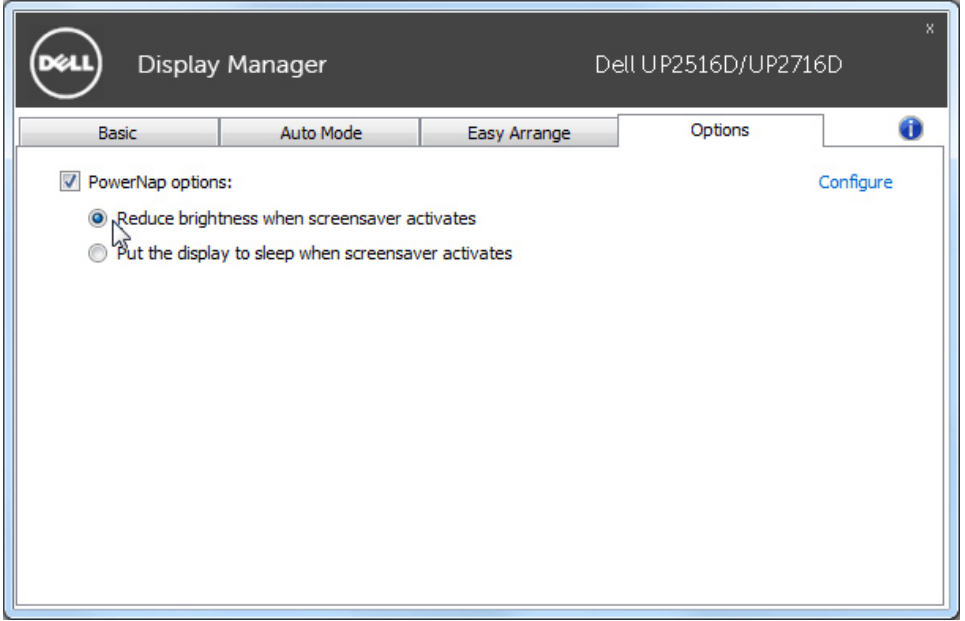 x
DELL Display Manager Dell UP2516D/UP2716D
Basic Auto Mode Easy Arrange Options i
PowerNap options: Configure
Reduce brightness when screensaver activates
Put the display to sleep when screensaver activates